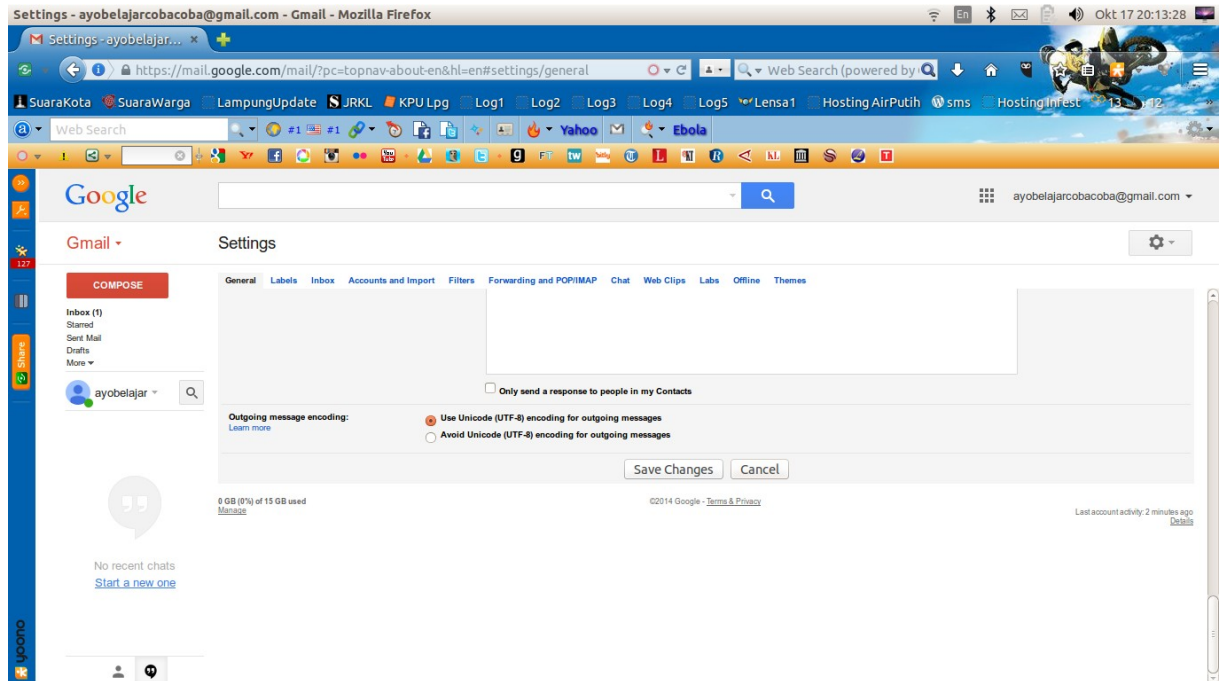 Settings - ayobelajarcobacoba@gmail.com - Gmail - Mozilla Firefox En Okt 17 20:13:28
Settings - ayobelajar... ×
https://mail.google.com/mail/?pc=topnav-about-en&hl=en#settings/general Web Search (powered by
SuaraKota SuaraWarga LampungUpdate JRKL KPU Lpg Log1 Log2 Log3 Log4 Log5 Lensa1 Hosting AirPutih sms Hosting Infest 13 12
Web Search #1 #1 Yahoo Ebola
Google ayobelajarcobacoba@gmail.com
Gmail Settings
127
COMPOSE
General Labels Inbox Accounts and Import Filters Forwarding and POP/IMAP Chat Web Clips Labs Offline Themes
Inbox (1)
Starred
Sent Mail
Drafts
More
Share
ayobelajar
Only send a response to people in my Contacts
Outgoing message encoding: Use Unicode (UTF-8) encoding for outgoing messages
Learn more
Avoid Unicode (UTF-8) encoding for outgoing messages
Save Changes Cancel
0 GB (0%) of 15 GB used ©2014 Google - Terms & Privacy
Manage
Last account activity: 2 minutes ago
Details
No recent chats
Start a new one
yoono